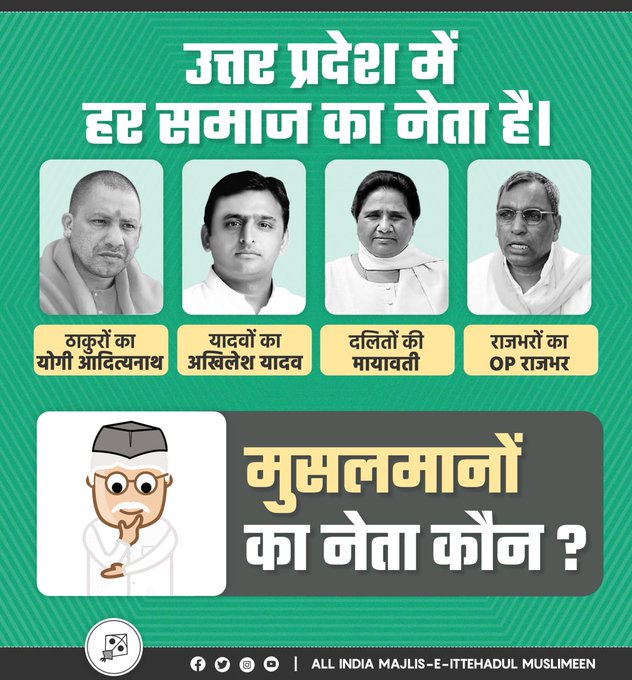 उत्तर प्रदेश में
हर समाज का नेता है।
ठाकुरों का
योगी आदित्यनाथ
यादवों का
अखिलेश यादव
दलितों की
मायावती
राजभरों का
OP राजभर
मुसलमानों
का नेता कौन ?
| ALL INDIA MAJLIS-E-ITTEHADUL MUSLIMEEN